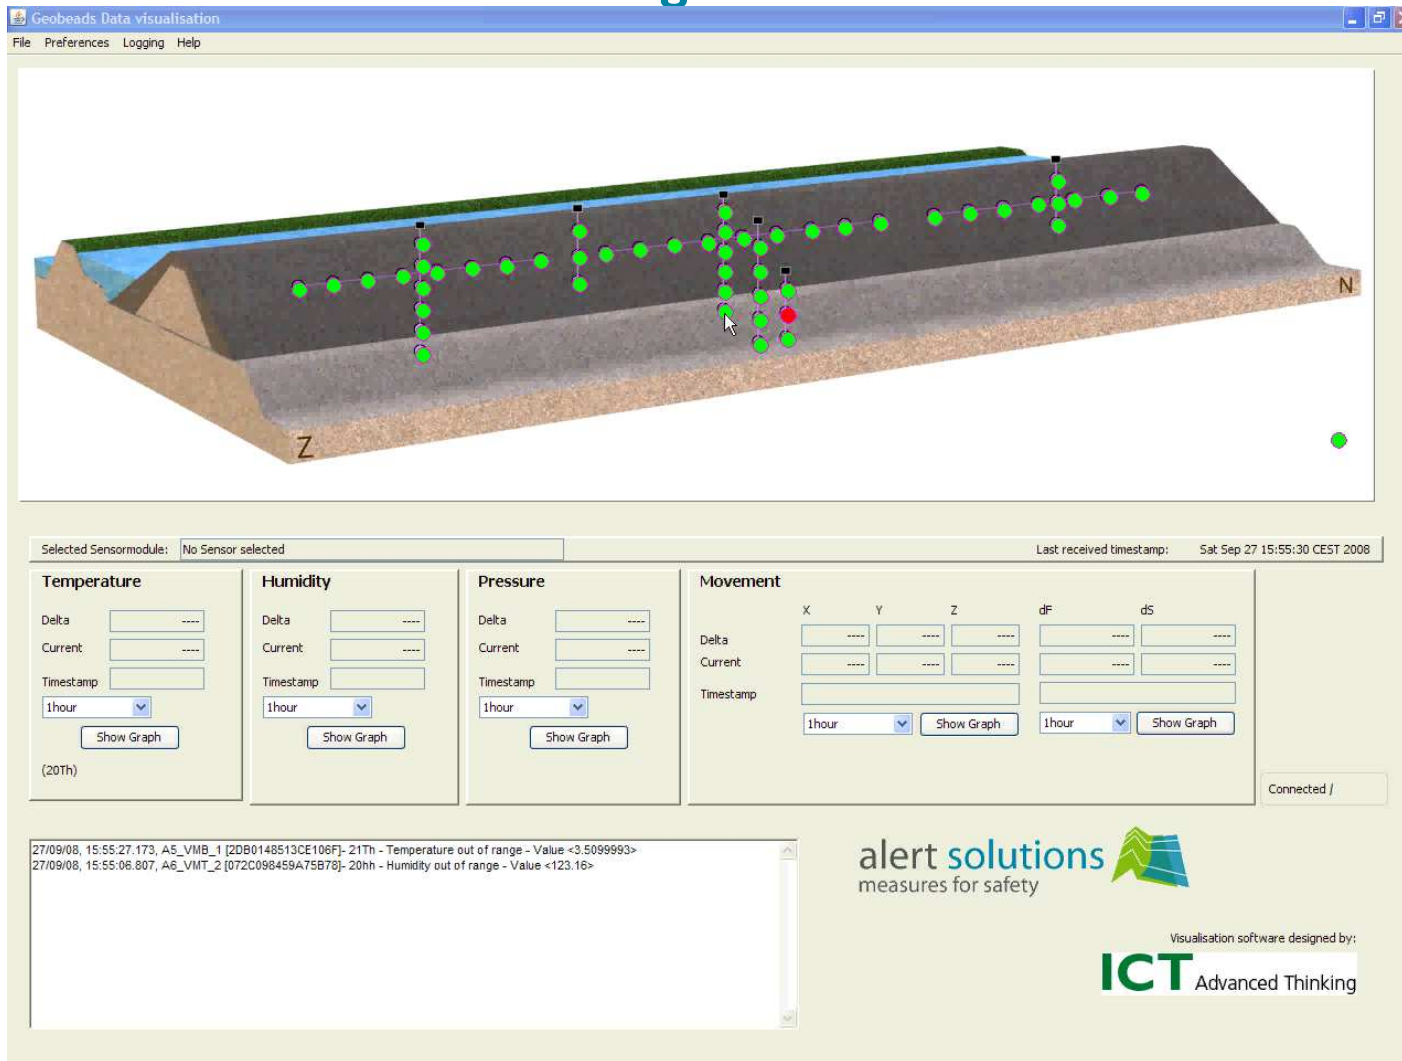 Geobeads Data visualisation
File Preferences Logging Help
N
Z
Selected Sensormodule: No Sensor selected Last received timestamp: Sat Sep 27 15:55:30 CEST 2008
Temperature Humidity Pressure Movement
X Y Z dF dS
Delta ---- Delta ---- Delta ---- Delta ---- ---- ---- ---- ----
Current ---- Current ---- Current ---- Current ---- ---- ---- ---- ----
Timestamp Timestamp Timestamp Timestamp
1hour 1hour 1hour 1hour Show Graph 1hour Show Graph
Show Graph Show Graph Show Graph
(20Th)
Connected /
27/09/08, 15:55:27.173, A5_VMB_1 [2DB0148513CE106F]- 21Th - Temperature out of range - Value <3.5099993>
27/09/08, 15:55:06.807, A6_VMT_2 [072C098459A75B78]- 20hh - Humidity out of range - Value <123.16>
alert solutions
measures for safety
Visualisation software designed by:
ICT Advanced Thinking